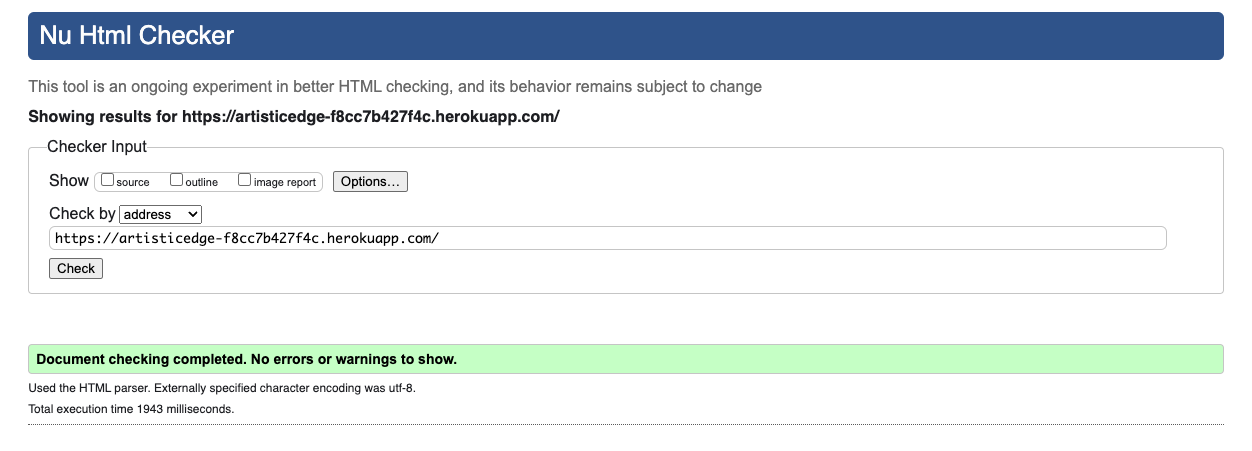 Nu Html Checker
This tool is an ongoing experiment in better HTML checking, and its behavior remains subject to change
Showing results for https://artisticedge-f8cc7b427f4c.herokuapp.com/
Checker Input
Show source outline image report Options...
Check by address
https://artisticedge-f8cc7b427f4c.herokuapp.com/
Check
Document checking completed. No errors or warnings to show.
Used the HTML parser. Externally specified character encoding was utf-8.
Total execution time 1943 milliseconds.